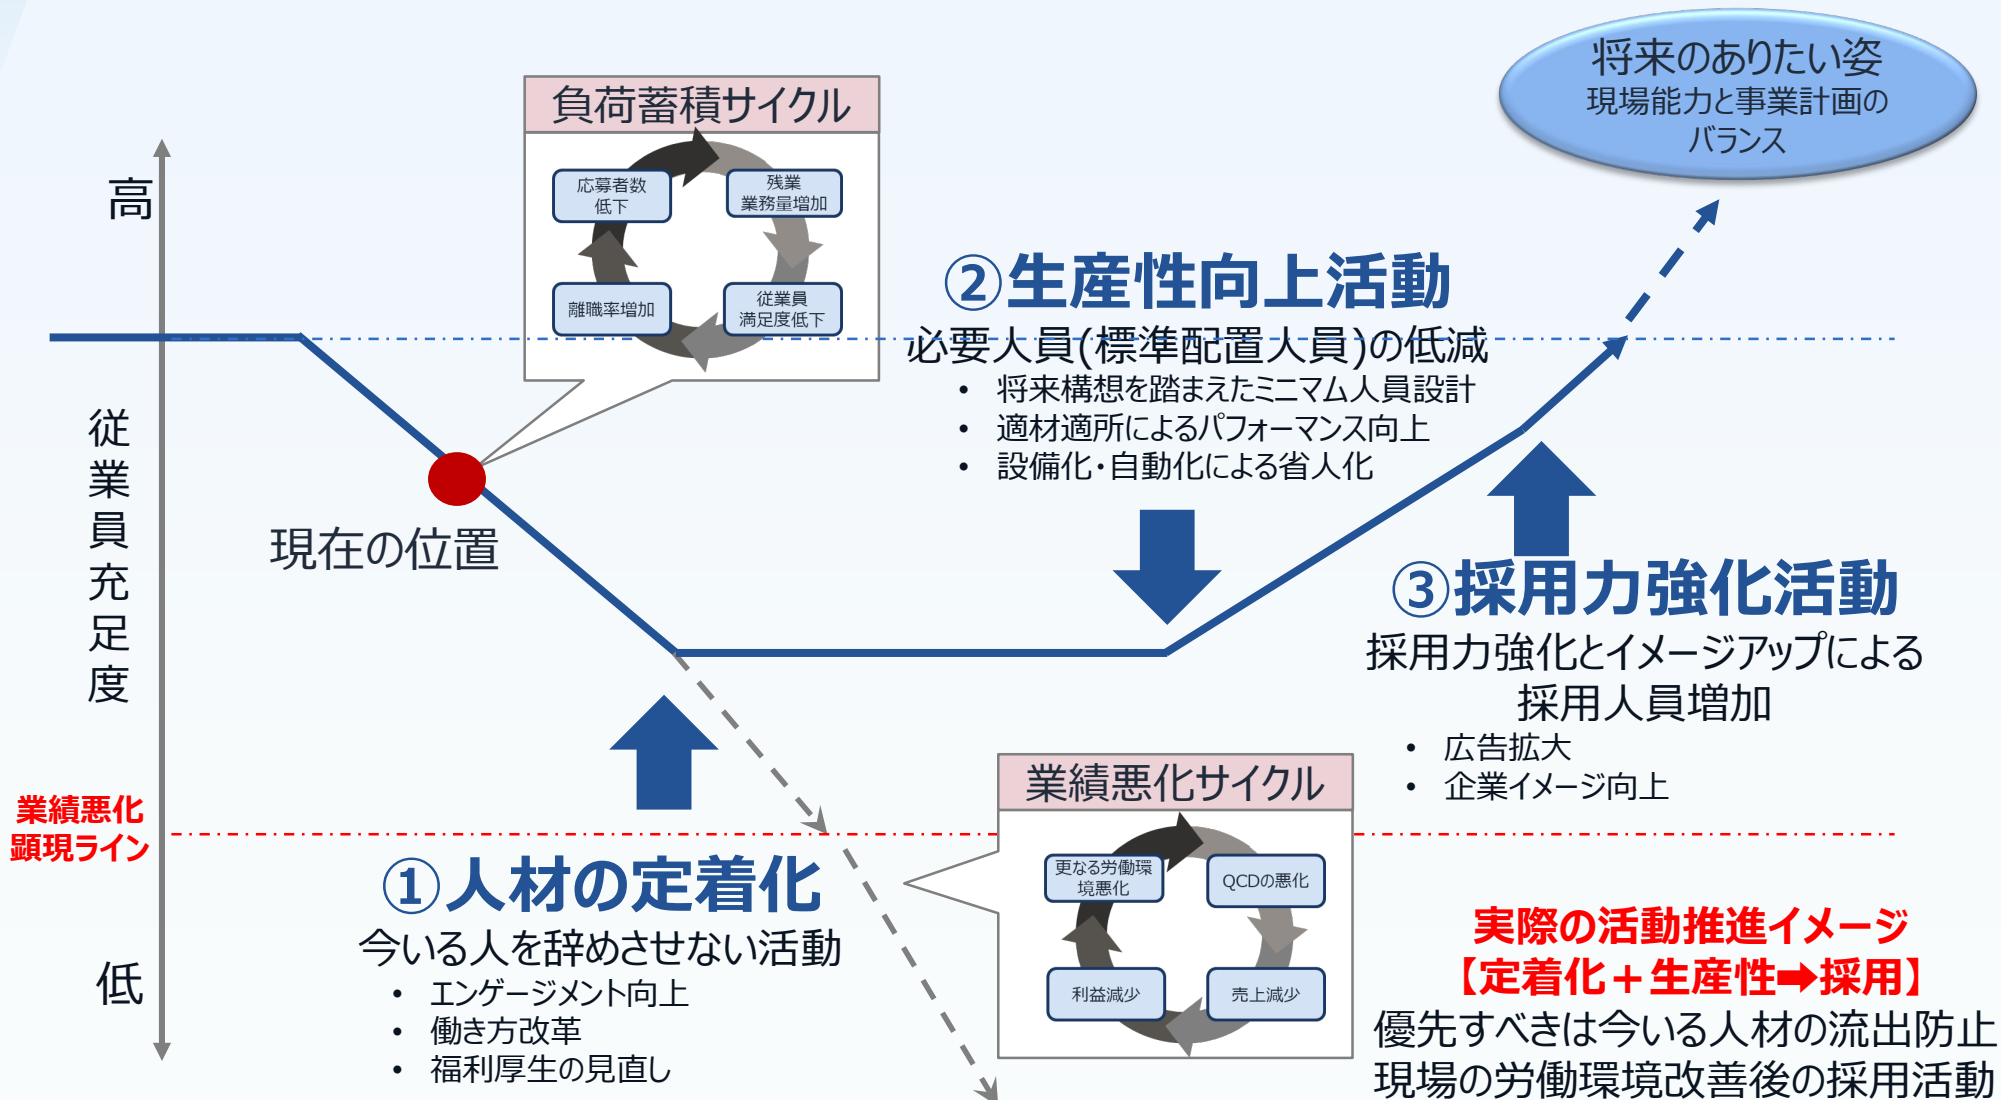 将来のありたい姿
現場能力と事業計画の
バランス
負荷蓄積サイクル
応募者数
低下
残業
業務量増加
離職率増加
従業員
満足度低下
高
従業員充足度
低
業績悪化
顕現ライン
現在の位置
②生産性向上活動
必要人員(標準配置人員)の低減
• 将来構想を踏まえたミニマム人員設計
• 適材適所によるパフォーマンス向上
• 設備化・自動化による省人化
③採用力強化活動
採用力強化とイメージアップによる
採用人員増加
• 広告拡大
• 企業イメージ向上
①人材の定着化
今いる人を辞めさせない活動
• エンゲージメント向上
• 働き方改革
• 福利厚生の見直し
業績悪化サイクル
更なる労働環
境悪化
QCDの悪化
利益減少
売上減少
実際の活動推進イメージ
【定着化＋生産性➡採用】
優先すべきは今いる人材の流出防止
現場の労働環境改善後の採用活動